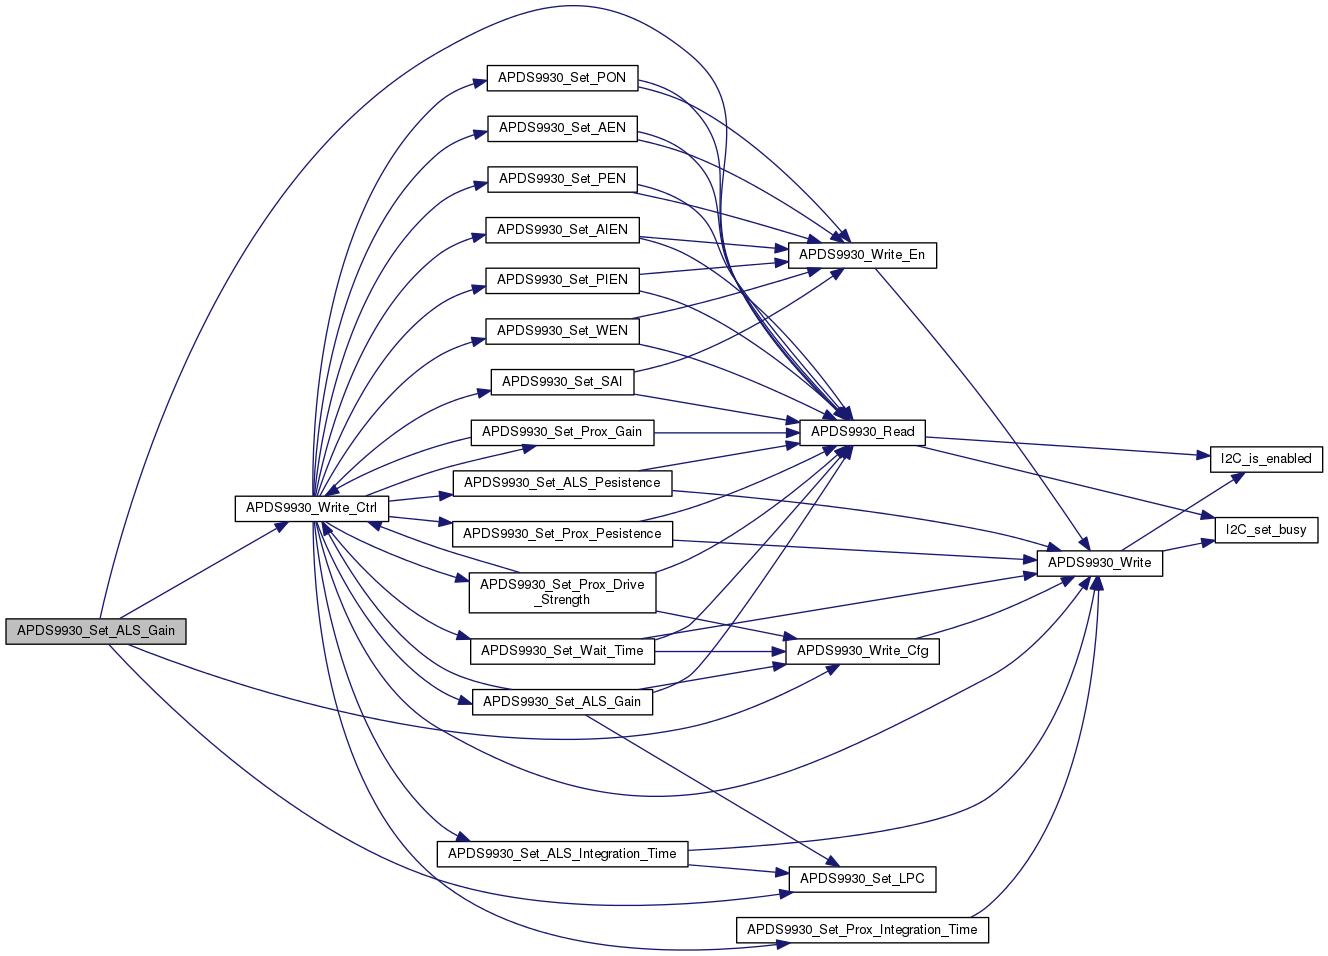 APDS9930_Set_PON
APDS9930_Set_AEN
APDS9930_Set_PEN
APDS9930_Set_AIEN
APDS9930_Write_En
APDS9930_Set_PIEN
APDS9930_Set_WEN
APDS9930_Set_SAI
APDS9930_Set_Prox_Gain
APDS9930_Read
I2C_is_enabled
APDS9930_Set_ALS_Pesistence
APDS9930_Write_Ctrl
I2C_set_busy
APDS9930_Set_Prox_Pesistence
APDS9930_Write
APDS9930_Set_Prox_Drive
_Strength
APDS9930_Set_ALS_Gain
APDS9930_Set_Wait_Time
APDS9930_Write_Cfg
APDS9930_Set_ALS_Gain
APDS9930_Set_ALS_Integration_Time
APDS9930_Set_LPC
APDS9930_Set_Prox_Integration_Time